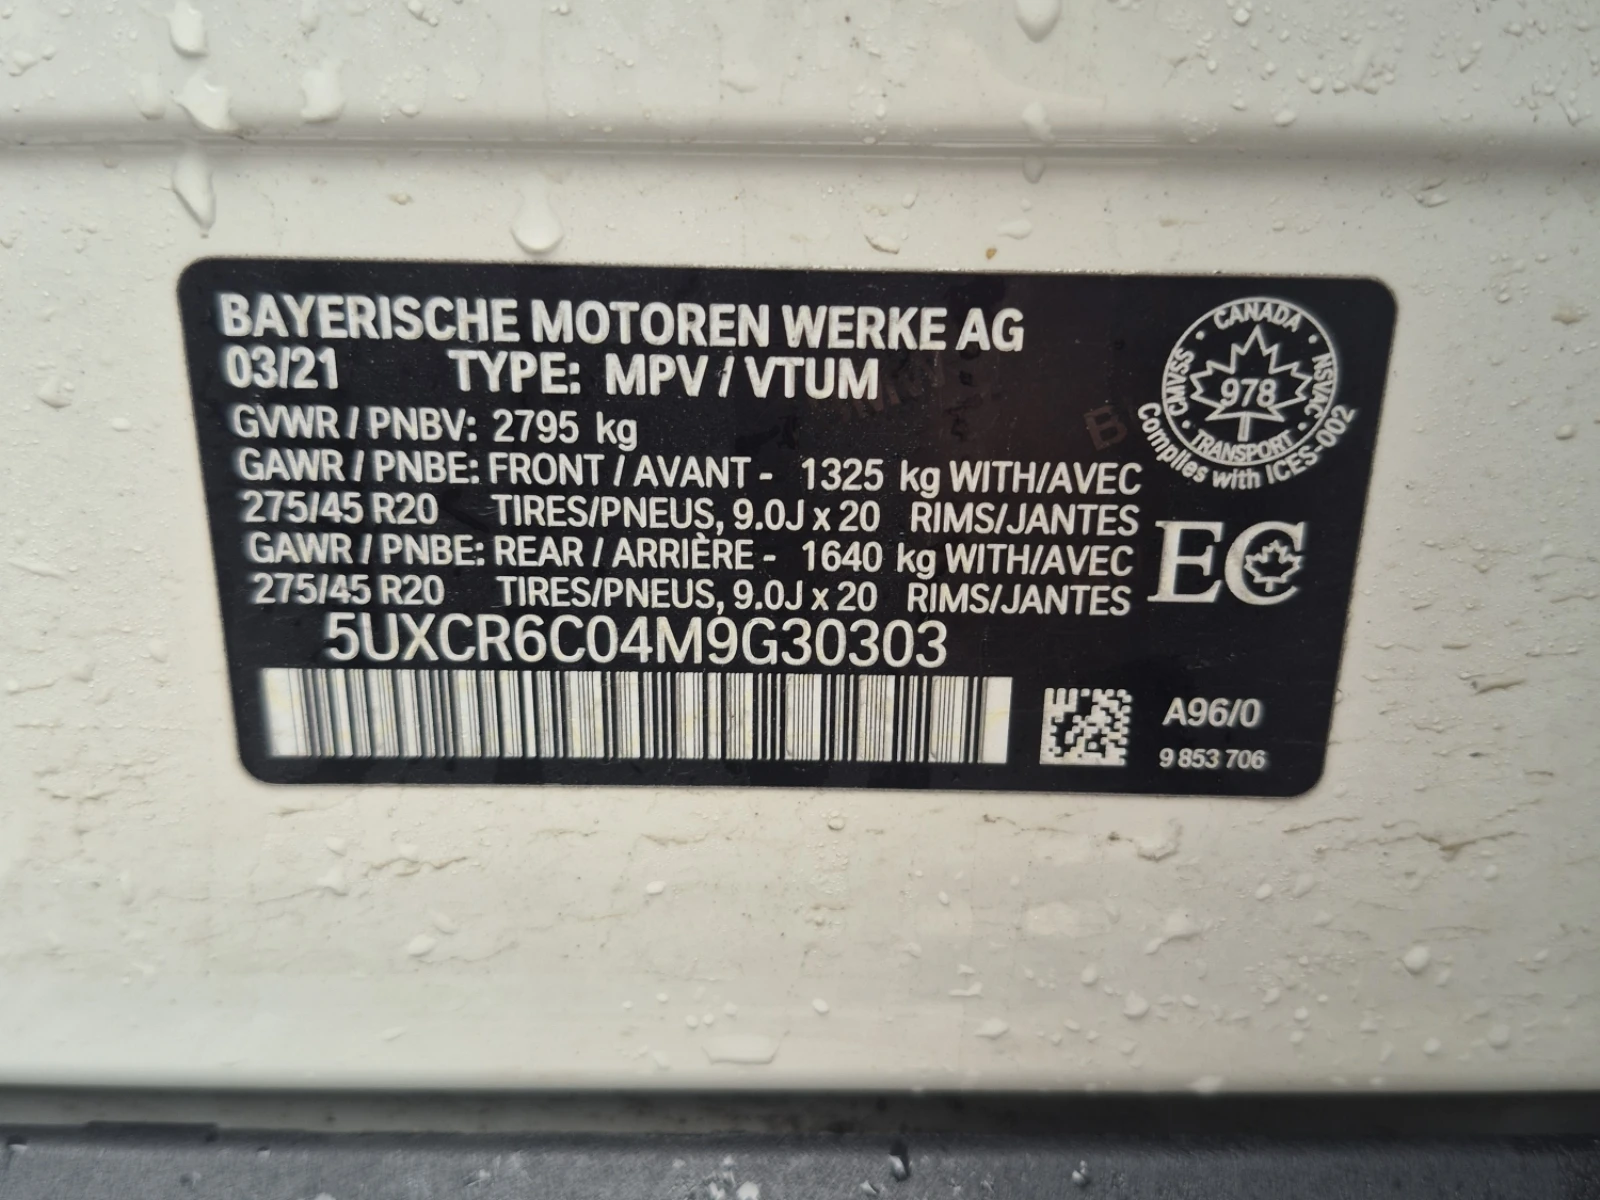 BAYERISCHE MOTOREN WERKE AG
03/21 TYPE: MPV / VTUM
GVWR / PNBV: 2795 kg
GAWR / PNBE: FRONT / AVANT - 1325 kg WITH/AVEC
275/45 R20 TIRES/PNEUS, 9.0J x 20 RIMS/JANTES
GAWR / PNBE: REAR / ARRIÈRE - 1640 kg WITH/AVEC
275/45 R20 TIRES/PNEUS, 9.0J x 20 RIMS/JANTES
5UXCR6C04M9G30303
CANADA
CMVSS · NSVAC
978
TRANSPORT
Complies with ICES-002
EC
A96/0
9 853 706